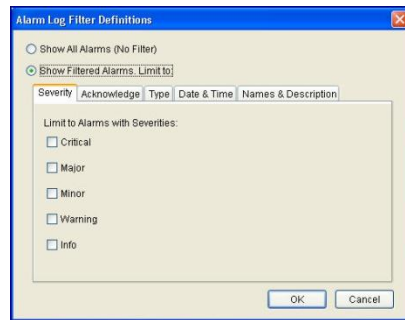 Alarm Log Filter Definitions
Show All Alarms (No Filter)
Show Filtered Alarms. Limit to:
Severity Acknowledge Type Date & Time Names & Description
Limit to Alarms with Severities:
Critical
Major
Minor
Warning
Info
OK Cancel